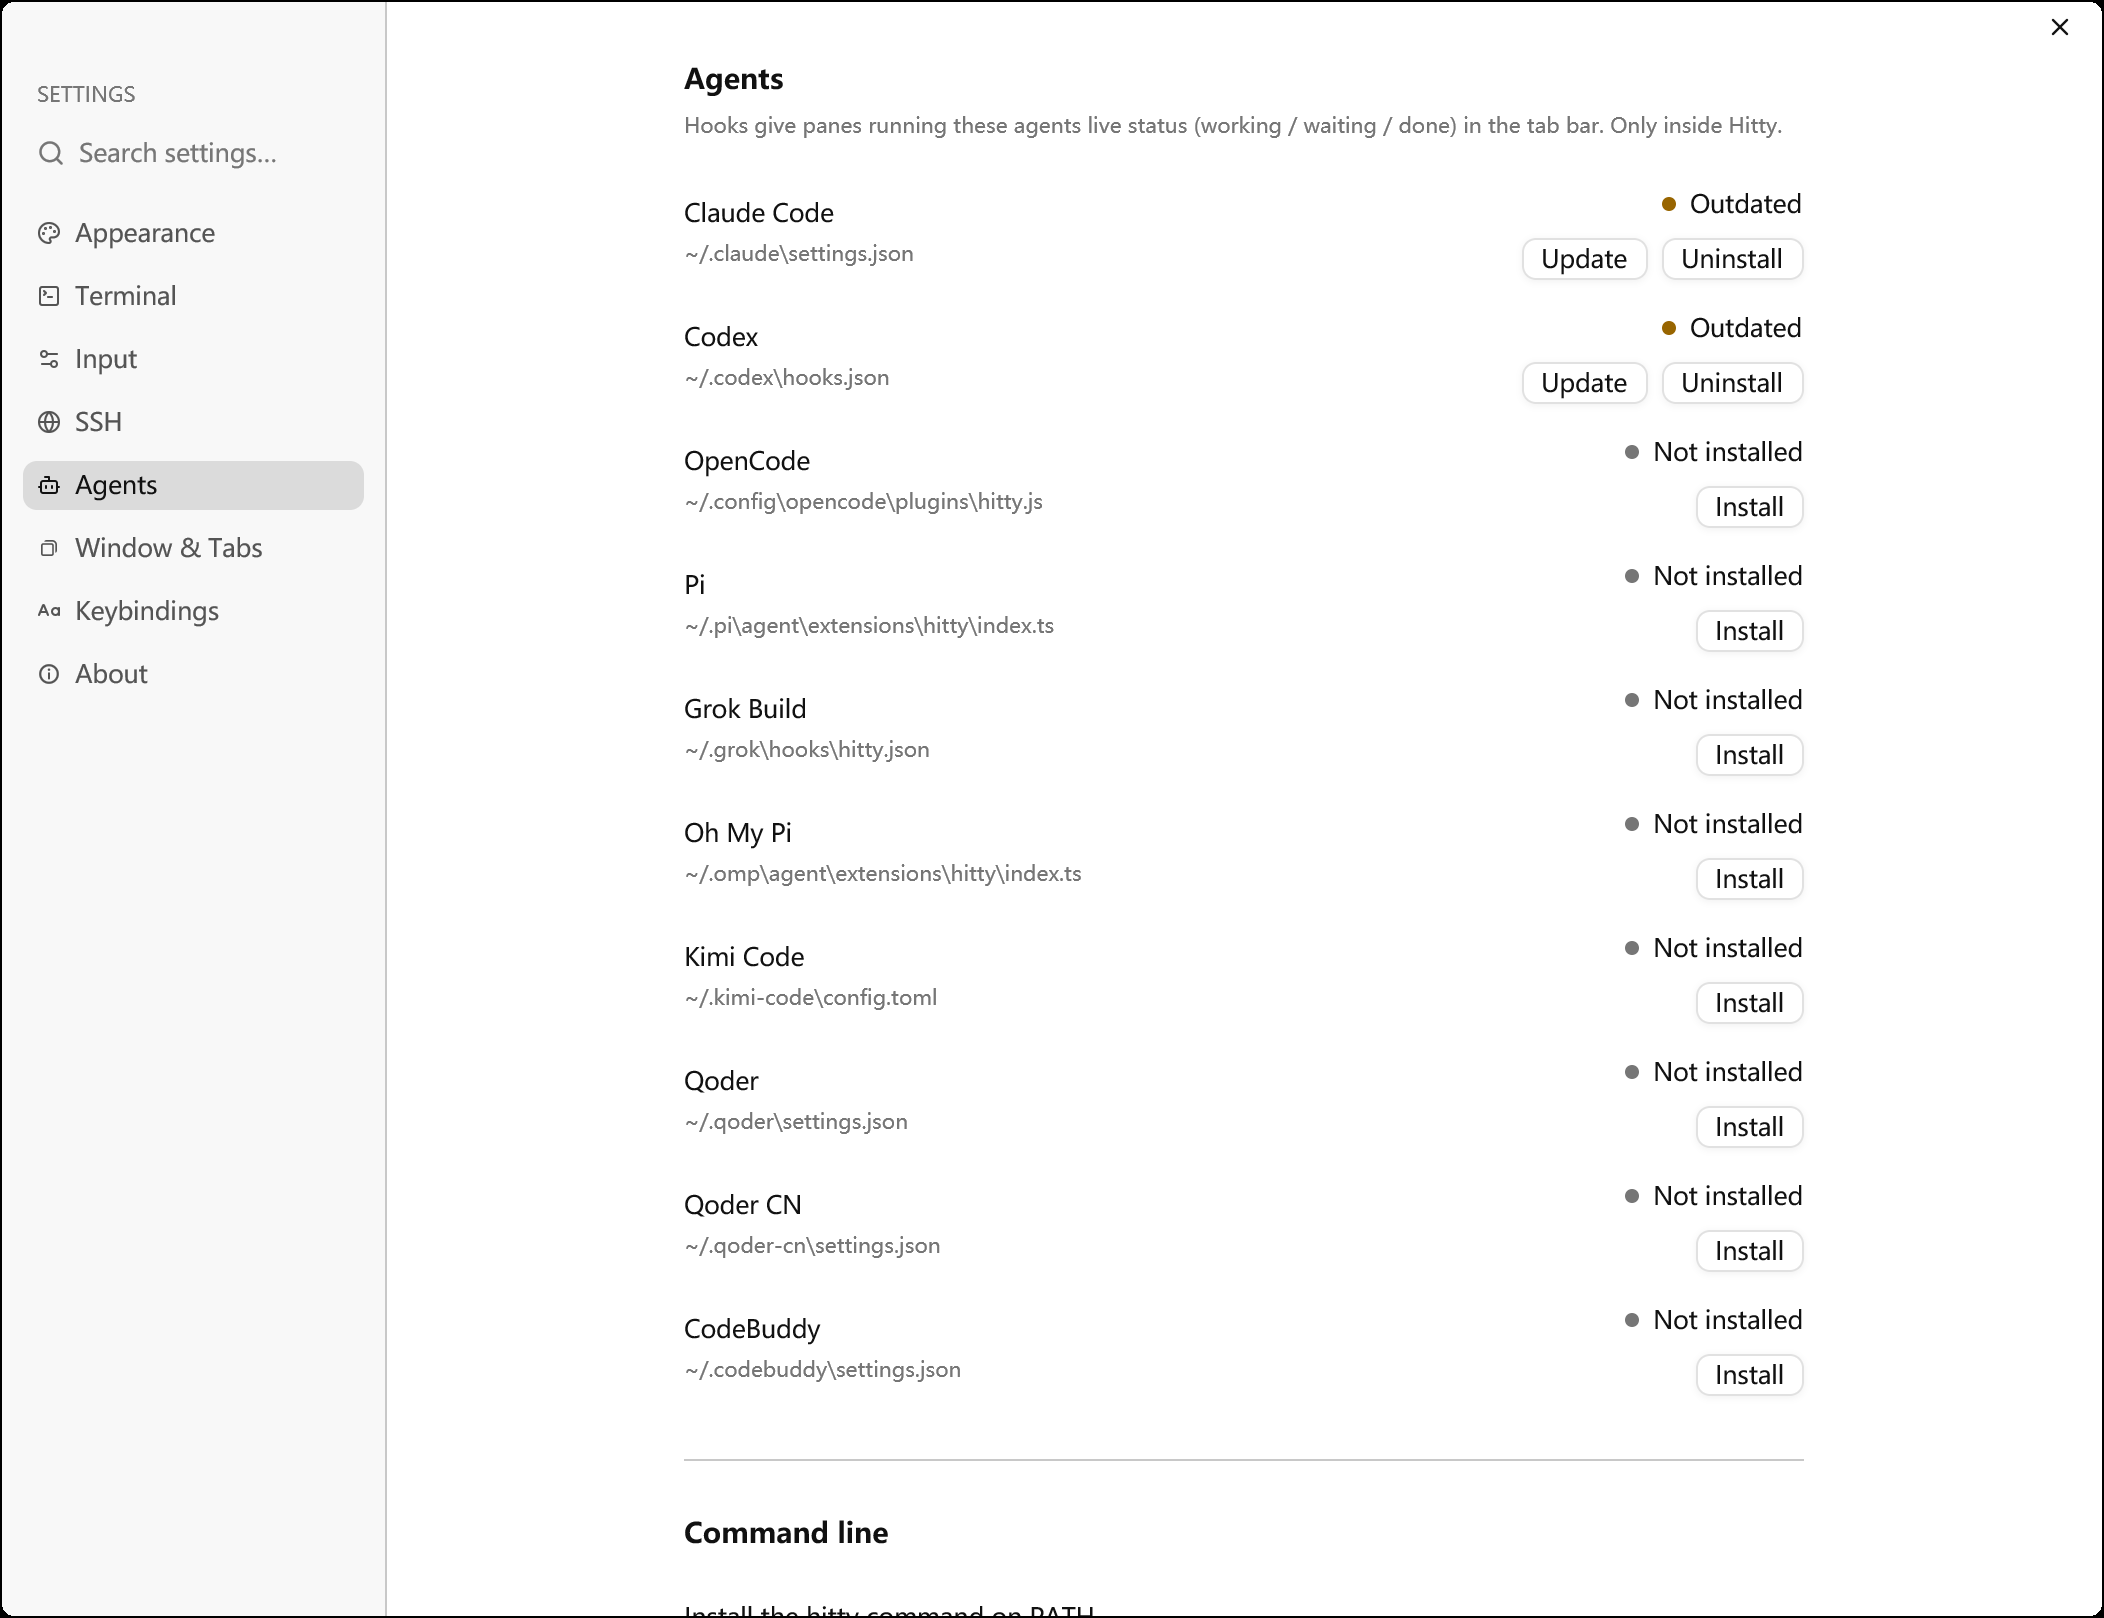 SETTINGS
Search settings...
Appearance
Terminal
Input
SSH
Agents
Window & Tabs
Keybindings
About
Agents
Hooks give panes running these agents live status (working / waiting / done) in the tab bar. Only inside Hitty.
Claude Code
~/.claude\settings.json
Outdated
Update
Uninstall
Codex
~/.codex\hooks.json
Outdated
Update
Uninstall
OpenCode
~/.config\opencode\plugins\hitty.js
Not installed
Install
Pi
~/.pi\agent\extensions\hitty\index.ts
Not installed
Install
Grok Build
~/.grok\hooks\hitty.json
Not installed
Install
Oh My Pi
~/.omp\agent\extensions\hitty\index.ts
Not installed
Install
Kimi Code
~/.kimi-code\config.toml
Not installed
Install
Qoder
~/.qoder\settings.json
Not installed
Install
Qoder CN
~/.qoder-cn\settings.json
Not installed
Install
CodeBuddy
~/.codebuddy\settings.json
Not installed
Install
Command line
Install the hitty command on PATH